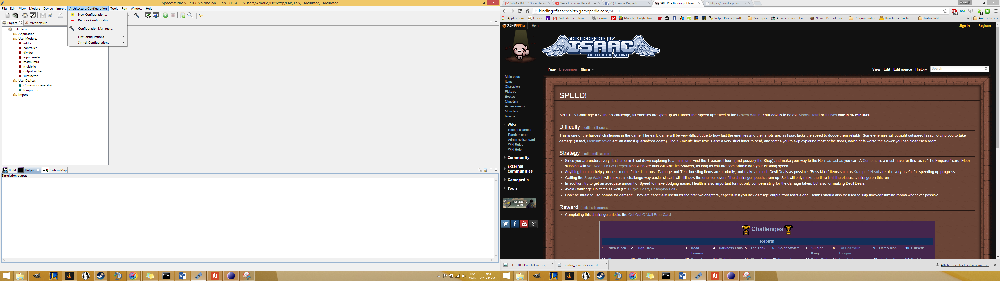 SpaceStudio v2.7.0 (Expiring on 1-jan-2016) - C:/Users/Arnaud/Desktop/Lab/Lab/Calculator/Calculator
File Edit View Module Device Import Architecture/Configuration Tools Run Window Help
New Configuration...
Remove Configuration...
Configuration Manager...
Elix Configurations
Simtek Configurations
Project Architecture
Calculator
Application
User Modules
adder
controller
divider
input_reader
matrix_mul
multiplier
output_writer
subtractor
User Devices
CommandGenerator
temporizer
Import
Build Output System Map
Simulation output
lab 4 - INF3610 - ar.desau
Yes - Fly From Here (Fu
(1) Etienne Delpech
SPEED! - Binding of Isaac
https://moodle.polymtl.ca
Arnaud
bindingofisaacrebirth.gamepedia.com/SPEED!
Applications Etudes Boîte de réception (... Courriel Moodle : Polytechni... Volpin Props | Portf... Builds poe Advanced sort - Pat... News - Path of Exile... Programmation How to use Surface... Instructables » Autres favoris
GAMEPEDIA Help Sign In Register
THE BINDING OF
ISAAC
REBIRTH WIKI
Page Discussion Share View Edit Edit source History Search
Main page
Items
Characters
Pickups
Bosses
Chapters
Achievements
Monsters
Rooms
Wiki
Recent changes
Random page
Admin noticeboard
Wiki Rules
Wiki Help
Community
External
Communities
Gamepedia
Tools
FALLOUT 4
WIKI
SPEED!
SPEED! is Challenge #22. In this challenge, all enemies are sped up as if under the "speed up" effect of the Broken Watch. Your goal is to defeat Mom's Heart or It Lives within 16 minutes.
Difficulty edit edit source
This is one of the hardest challenges in the game. The early game will be very difficult due to how fast the enemies and their shots are, as Isaac lacks the speed to dodge them reliably. Some enemies will outright outspeed Isaac, forcing you to take
damage (in fact, Gemini/Steven are an almost guaranteed death). The 16 minute time limit is also a very strict timer to beat, and forces you to skip exploring most of the floors, which gets worse the slower you can clear each room.
Strategy edit edit source
• Since you are under a very strict time limit, cut down exploring to a minimum. Find the Treasure Room (and possibly the Shop) and make your way to the Boss as fast as you can. A Compass is a must-have for this, as is "The Emperor" card. Floor
skipping with We Need To Go Deeper! and such are also valuable time-savers, as long as you are comfortable with your clearing speed.
• Anything that can help you clear rooms faster is a must. Damage and Tear boosting items are a priority, and make as much Devil Deals as possible. "Boss killer" items such as Krampus' Head are also very useful for speeding up progress.
• Getting the Stop Watch will make this challenge way easier since it will still slow the enemies even if the challenge speeds them up. So it will only make the time limit the biggest challenge on this run.
• In addition, try to get an adequate amount of Speed to make dodging easier. Health is also important for not only compensating for the damage taken, but also for making Devil Deals.
• Avoid Challenge Up items as well (i.e. Purple Heart, Champion Belt).
• Don't be afraid to use bombs for damage. They are especially useful for the first two chapters, especially if you lack damage output from tears alone. Bombs should also be used to skip time-consuming rooms whenever possible.
Reward edit edit source
• Completing this challenge unlocks the Get Out Of Jail Free Card.
Challenges
Rebirth
1. Pitch Black 2. High Brow 3. Head Trauma 4. Darkness Falls 5. The Tank 6. Solar System 7. Suicide King 8. Cat Got Your Tongue 9. Demo Man 10. Cursed!
20151030PubHallow....jpg
matrix_generator.exe.txt
Afficher tous les téléchargements...
FRA
CAFR
15:51
2015-11-04